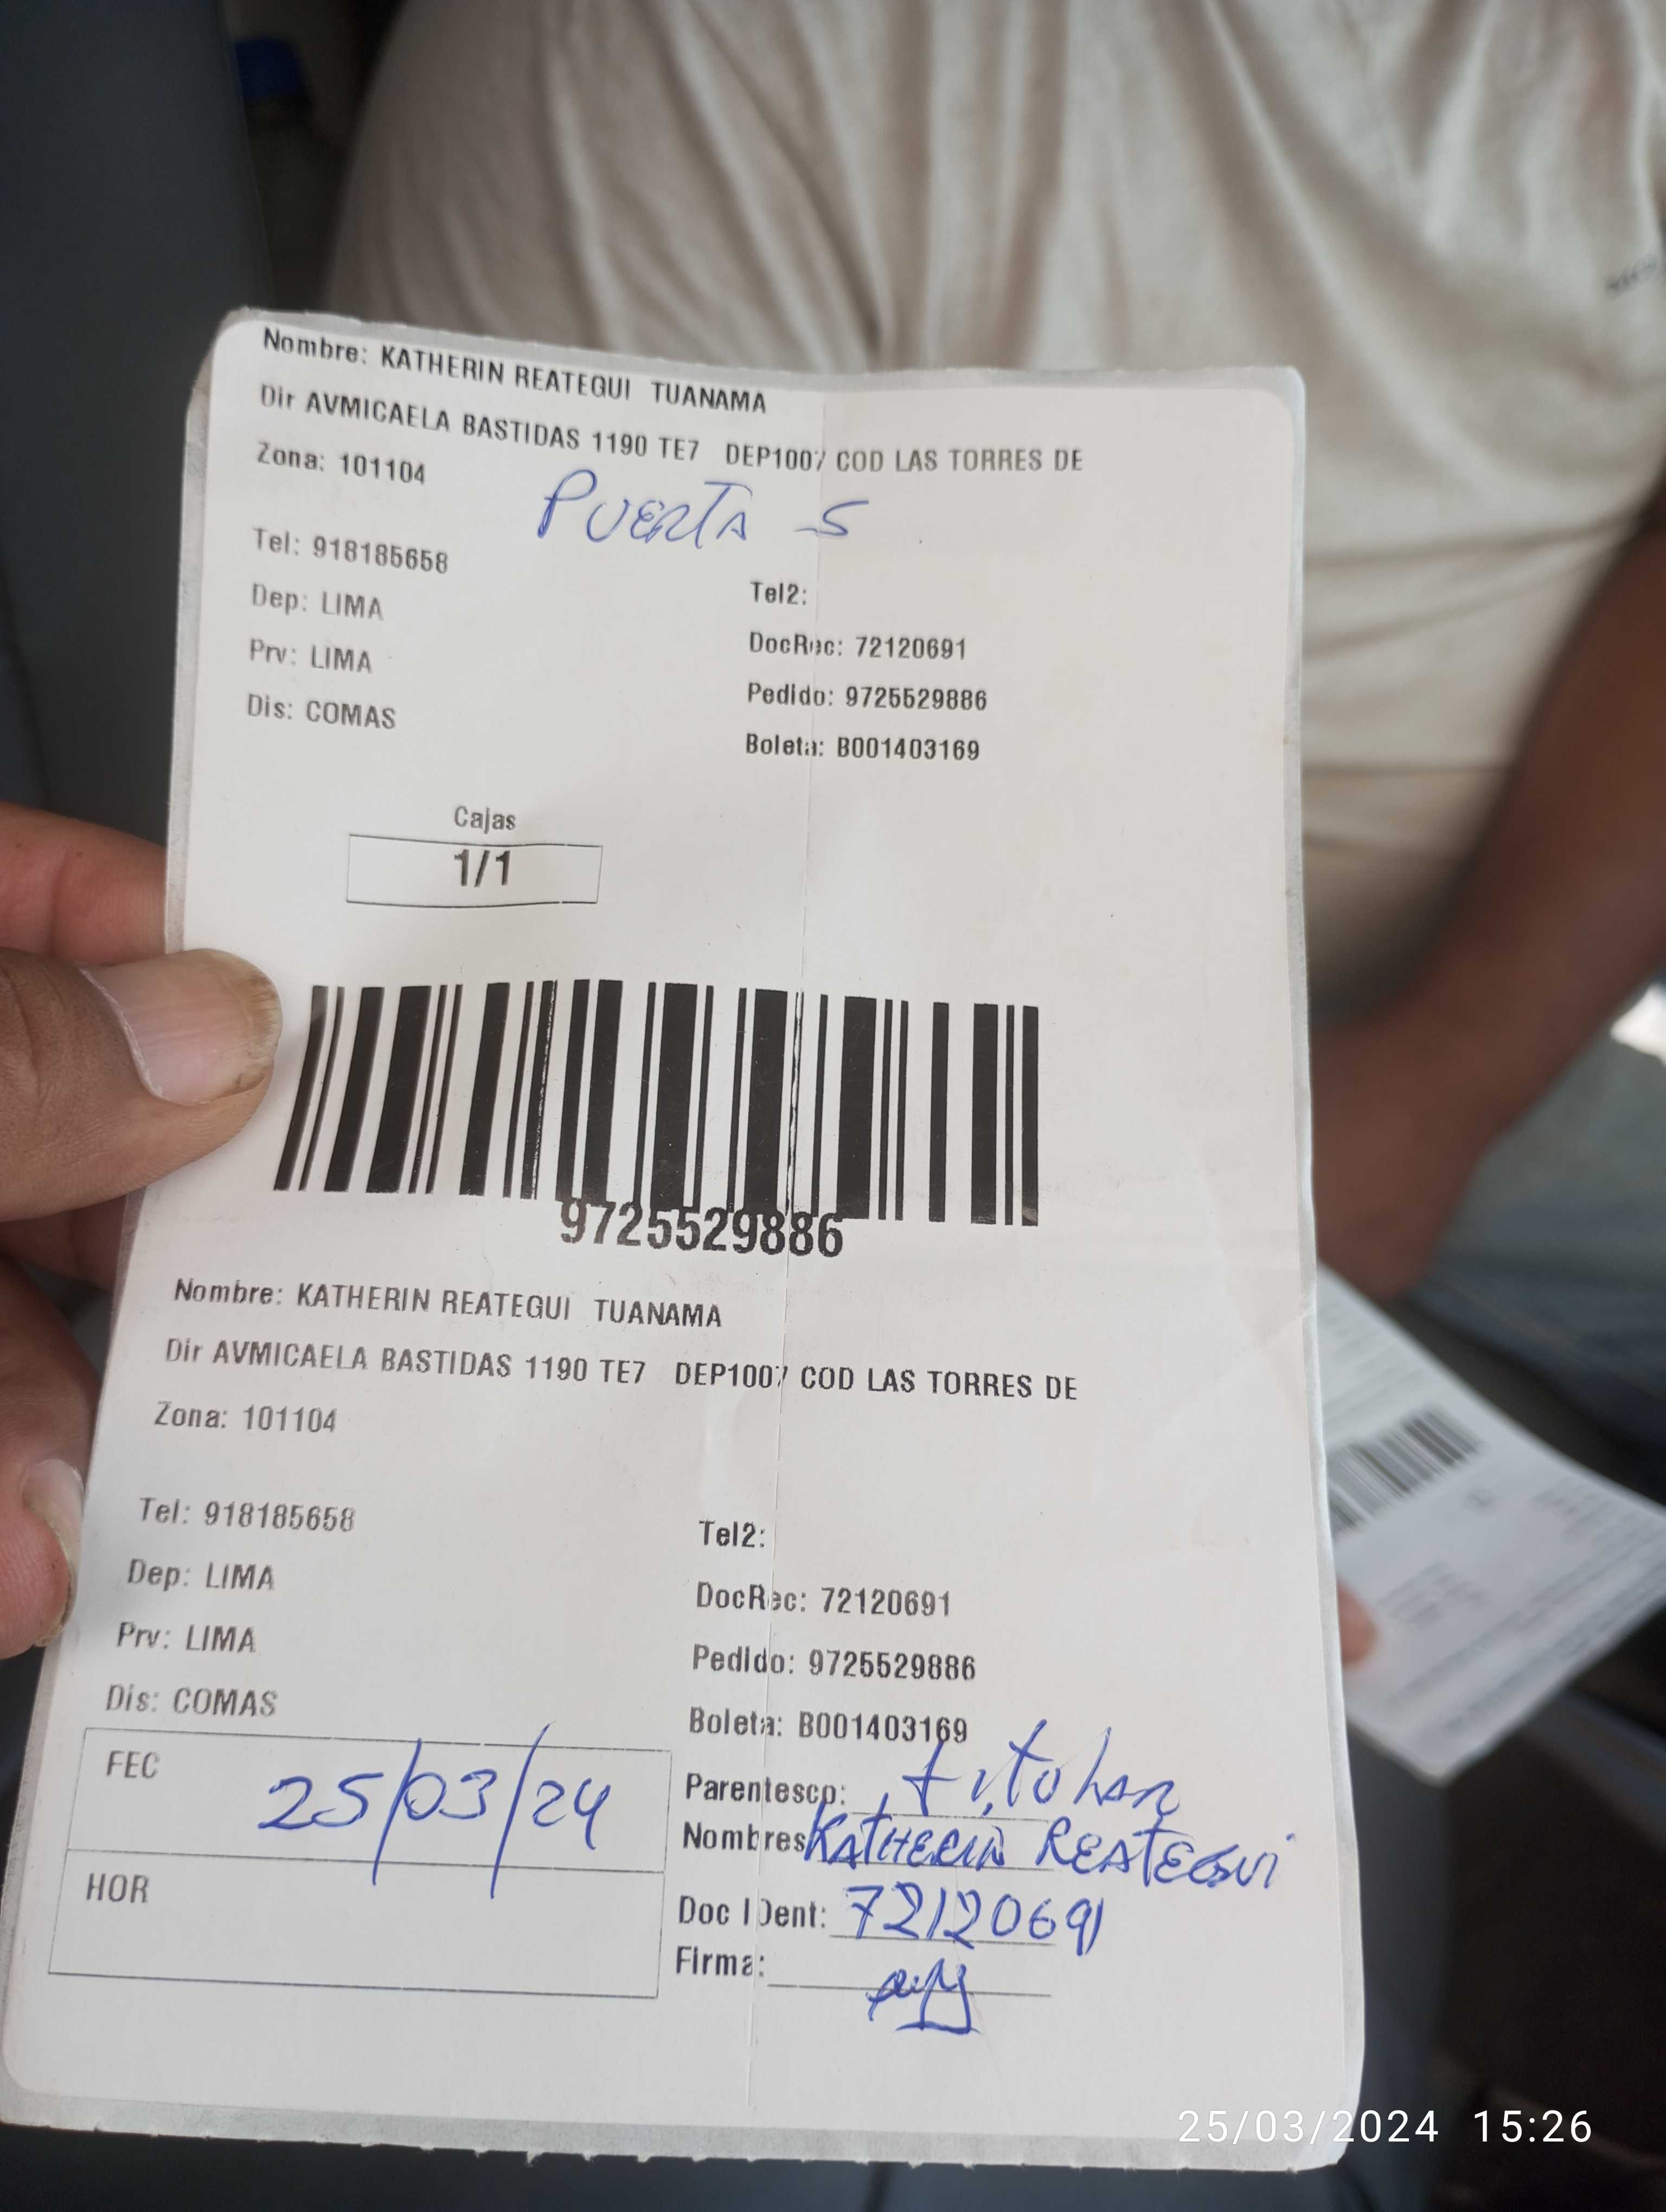 Nombre: KATHERIN REATEGUI TUANAMA
Dir AVMICAELA BASTIDAS 1190 TE7 DEP1007 COD LAS TORRES DE
Zona: 101104
PUERTA 5
Tel: 918185658
Tel2:
Dep: LIMA
DocRec: 72120691
Prv: LIMA
Pedido: 9725529886
Dis: COMAS
Boleta: B001403169
Cajas
1/1
9725529886
Nombre: KATHERIN REATEGUI TUANAMA
Dir AVMICAELA BASTIDAS 1190 TE7 DEP1007 COD LAS TORRES DE
Zona: 101104
Tel: 918185658
Tel2:
Dep: LIMA
DocRec: 72120691
Prv: LIMA
Pedido: 9725529886
Dis: COMAS
Boleta: B001403169
FEC 25/03/24
Parentesco: titular
Nombres KATHERIN REATEGUI
HOR
Doc IDent: 72120691
Firma:
25/03/2024 15:26